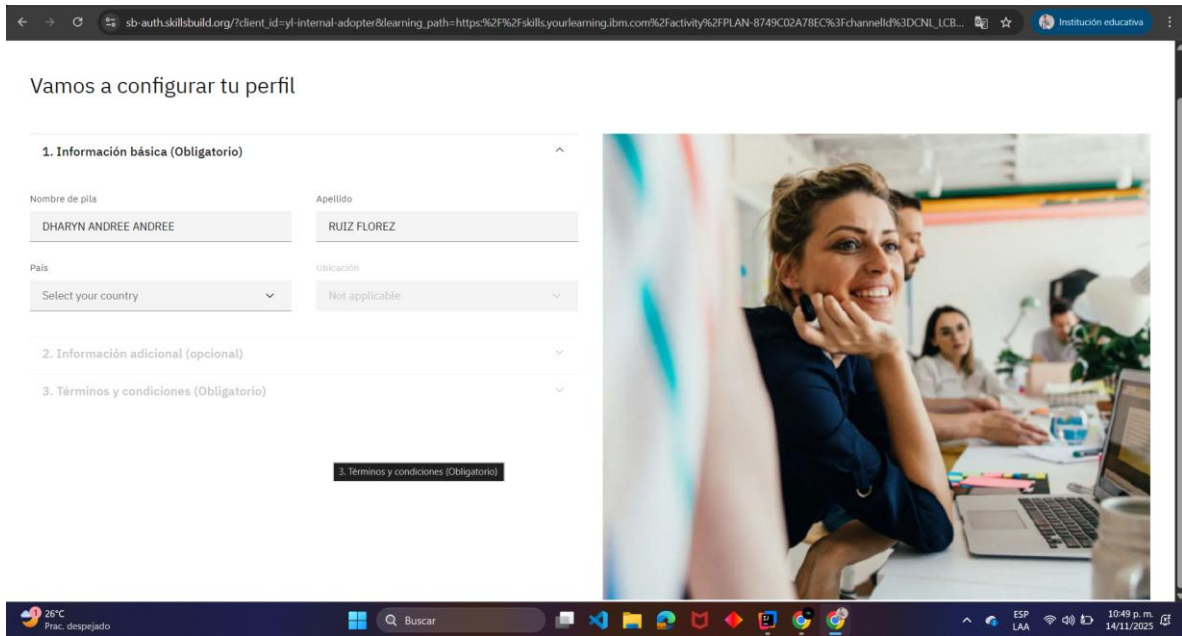 sb-auth.skillsbuild.org/?client_id=yl-internal-adopter&learning_path=https:%2F%2Fskills.yourlearning.ibm.com%2Factivity%2FPLAN-8749C02A78EC%3FchannelId%3DCNL_LCB...
Institución educativa
Vamos a configurar tu perfil
1. Información básica (Obligatorio)
Nombre de pila Apellido
DHARYN ANDREE ANDREE RUIZ FLOREZ
País Ubicación
Select your country Not applicable
2. Información adicional (opcional)
3. Términos y condiciones (Obligatorio)
3. Términos y condiciones (Obligatorio)
1 26°C
Prac. despejado
Buscar
ESP
LAA
10:49 p. m.
14/11/2025